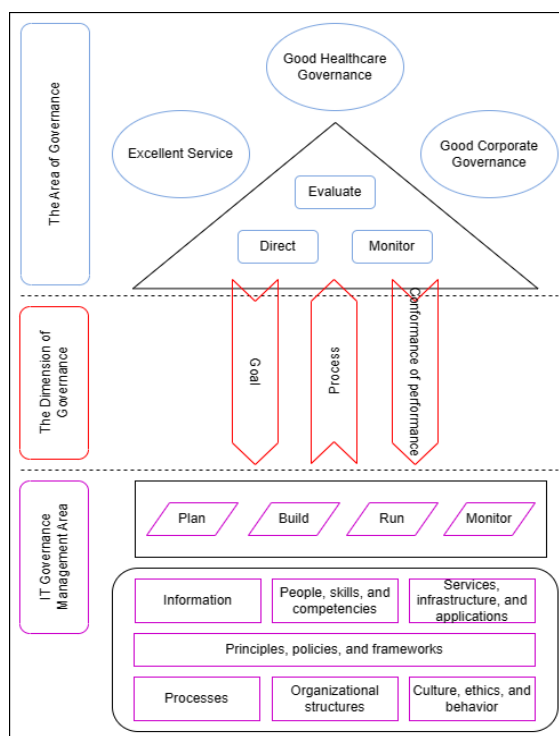 The Area of Governance
Good Healthcare
Governance
Excellent Service
Good Corporate
Governance
Evaluate
Direct
Monitor
The Dimension of
Governance
Goal
Process
Conformance of performance
IT Governance
Management Area
Plan
Build
Run
Monitor
Information
People, skills, and
competencies
Services,
infrastructure, and
applications
Principles, policies, and frameworks
Processes
Organizational
structures
Culture, ethics, and
behavior